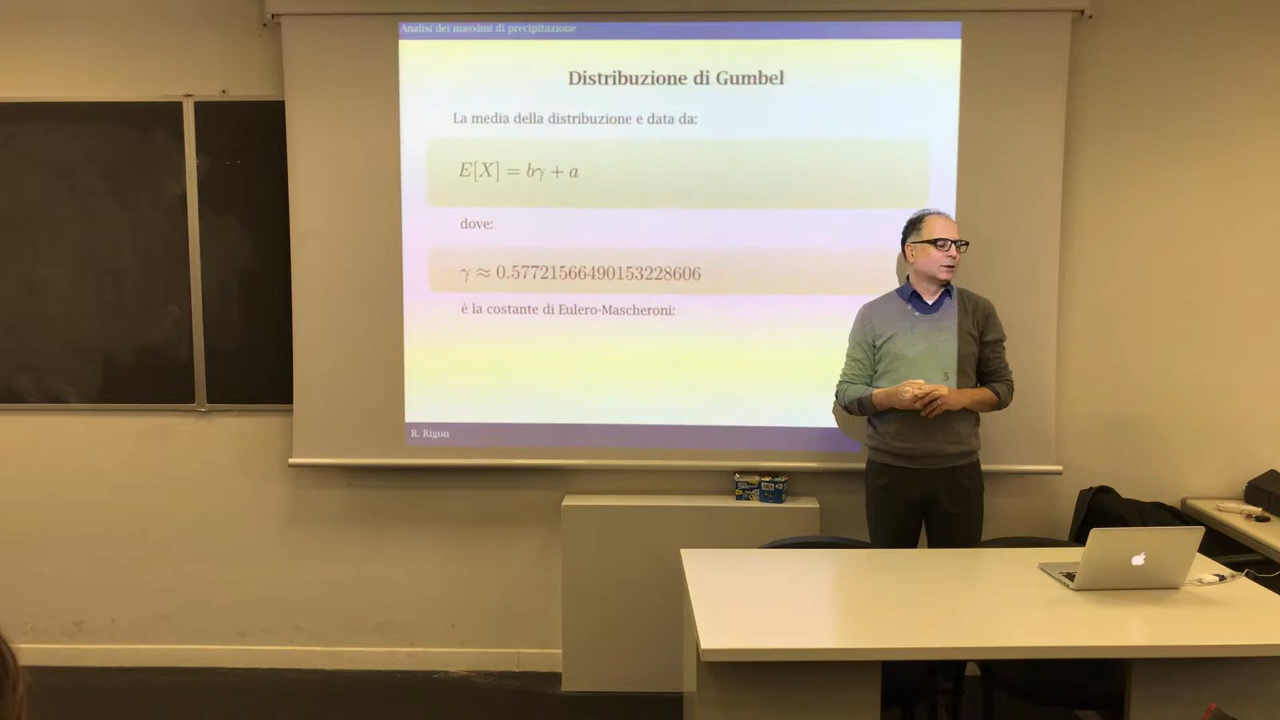 Analisi dei massimi di precipitazione
Distribuzione di Gumbel
La media della distribuzione e data da:
E[X] = bγ + a
dove:
γ ≈ 0.57721566490153228606
è la costante di Eulero-Mascheroni:
5
R. Rigon